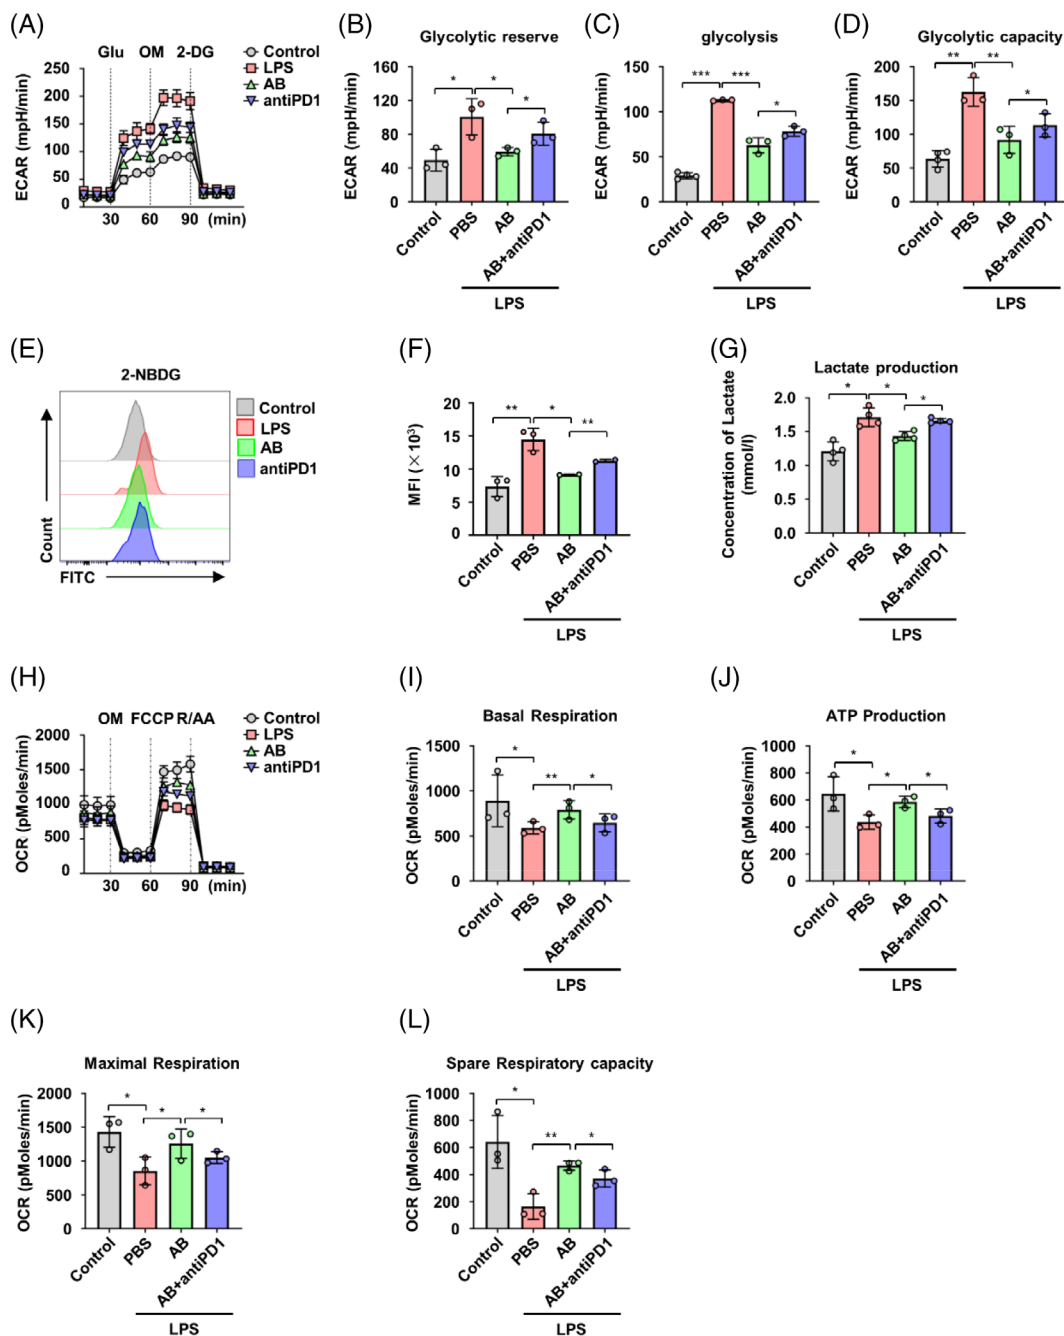 (A)
Glu OM 2-DG
Control
LPS
AB
antiPD1
ECAR (mpH/min)
250
200
150
100
50
0
30 60 90 (min)
(B)
Glycolytic reserve
ECAR (mpH/min)
160
120
80
40
0
* * *
Control
PBS
AB
AB+antiPD1
LPS
(C)
glycolysis
ECAR (mpH/min)
150
100
50
0
*** *** *
Control
PBS
AB
AB+antiPD1
LPS
(D)
Glycolytic capacity
ECAR (mpH/min)
200
150
100
50
0
** ** *
Control
PBS
AB
AB+antiPD1
LPS
(E)
2-NBDG
Count
FITC
Control
LPS
AB
antiPD1
(F)
MFI (×10³)
20
15
10
5
0
** * **
Control
PBS
AB
AB+antiPD1
LPS
(G)
Lactate production
Concentration of Lactate
(mmol/l)
2.0
1.5
1.0
0.5
0.0
* * *
Control
PBS
AB
AB+antiPD1
LPS
(H)
OM FCCP R/AA
Control
LPS
AB
antiPD1
OCR (pMoles/min)
2000
1500
1000
500
0
30 60 90 (min)
(I)
Basal Respiration
OCR (pMoles/min)
1500
1000
500
0
* ** *
Control
PBS
AB
AB+antiPD1
LPS
(J)
ATP Production
OCR (pMoles/min)
1000
800
600
400
200
0
* * *
Control
PBS
AB
AB+antiPD1
LPS
(K)
Maximal Respiration
OCR (pMoles/min)
2000
1500
1000
500
0
* * *
Control
PBS
AB
AB+antiPD1
LPS
(L)
Spare Respiratory capacity
OCR (pMoles/min)
1000
800
600
400
200
0
* ** *
Control
PBS
AB
AB+antiPD1
LPS